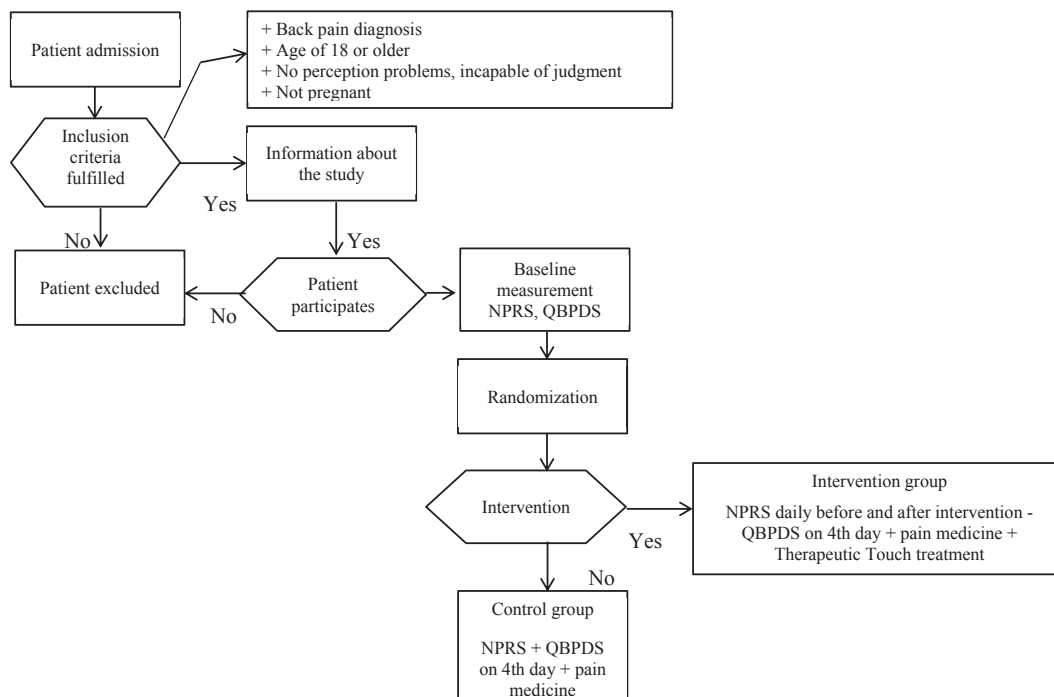 Patient admission
+ Back pain diagnosis
+ Age of 18 or older
+ No perception problems, incapable of judgment
+ Not pregnant
Inclusion
criteria
fulfilled
Yes
No
Information about
the study
Yes
Patient excluded
No
Patient
participates
Baseline
measurement
NPRS, QBPDS
Randomization
Intervention
Yes
No
Intervention group
NPRS daily before and after intervention -
QBPDS on 4th day + pain medicine +
Therapeutic Touch treatment
Control group
NPRS + QBPDS
on 4th day + pain
medicine